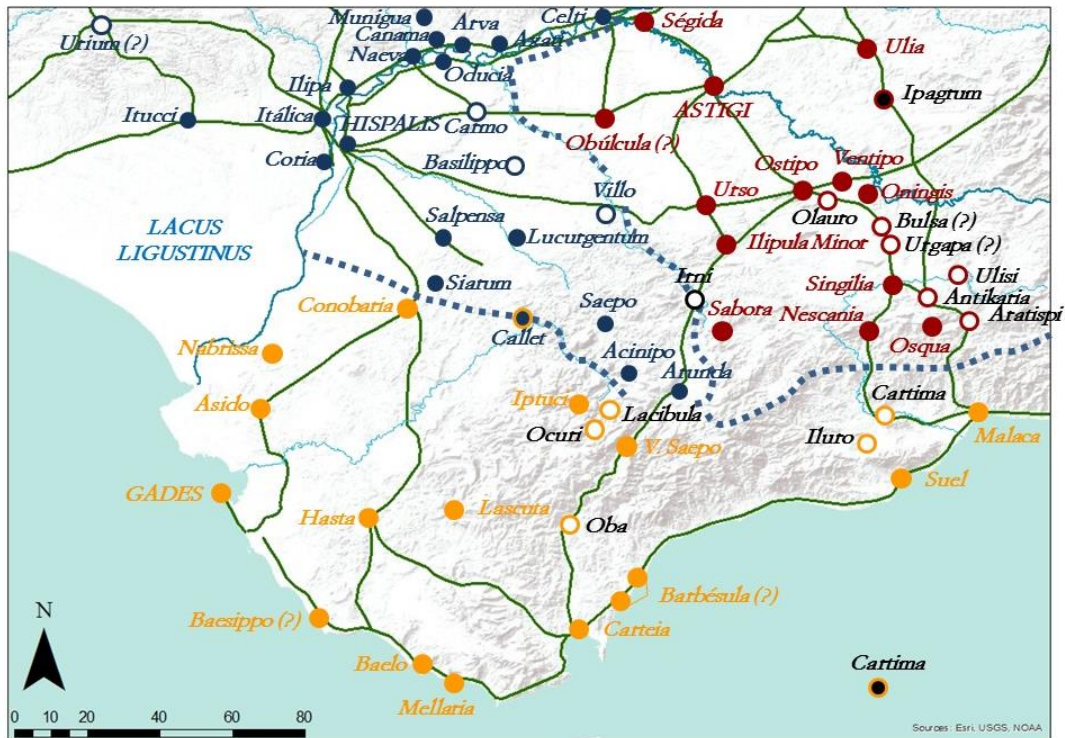 Munigua
Arva
Celti
Ségida
Canama
Axati
Urium (?)
Naeva
Oducia
Ulia
Ilipa
Ipagrum
Itucci
Itálica
HISPALIS
Carmo
ASTIGI
Obúlcula (?)
Coria
Basilippo
Ostipo
Ventipo
Oningis
Villo
Urso
Olauro
Bulsa (?)
LACUS
LIGUSTINUS
Salpensa
Lucurgentum
Ilipula Minor
Urgapa (?)
Irni
Singilia
Ulisi
Siarum
Antikaria
Conobaria
Saepo
Sabora
Nescania
Aratispi
Callet
Osqua
Nabrissa
Acinipo
Arunda
Iptuci
Lacibula
Cartima
Asido
Ocuri
Iluro
Malaca
V. Saepo
Suel
GADES
Hasta
Lascuta
Oba
N
Barbésula (?)
Baesippo (?)
Carteia
Baelo
Cartima
Mellaria
0 10 20 40 60 80
Sources: Esri, USGS, NOAA